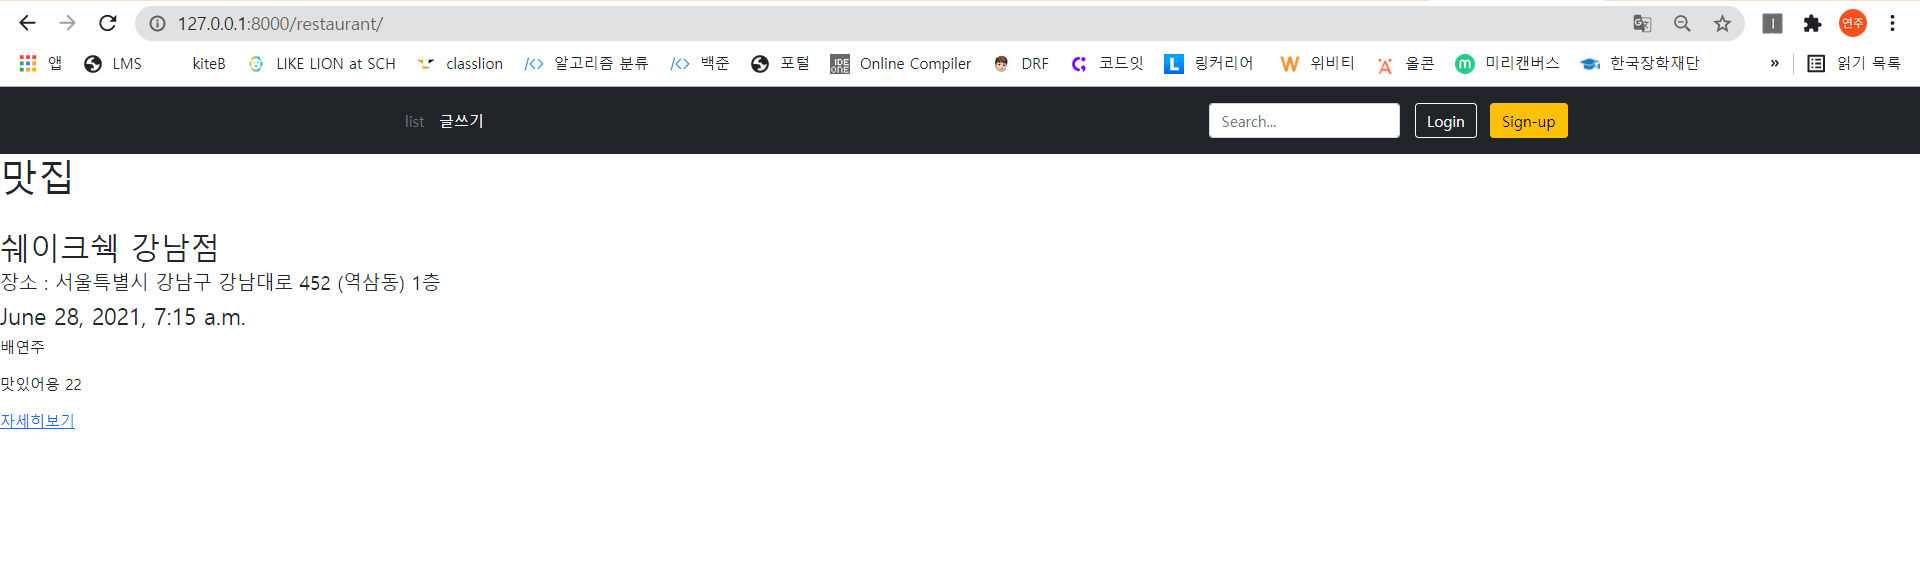 127.0.0.1:8000/restaurant/ 연주
앱 LMS kiteB LIKE LION at SCH classlion 알고리즘 분류 백준 포털 IDE ONE Online Compiler DRF 코드잇 L 링커리어 W 위비티 올콘 m 미리캔버스 한국장학재단 » 읽기 목록
list 글쓰기 Search... Login Sign-up
맛집
쉐이크쉑 강남점
장소 : 서울특별시 강남구 강남대로 452 (역삼동) 1층
June 28, 2021, 7:15 a.m.
배연주
맛있어용 22
자세히보기